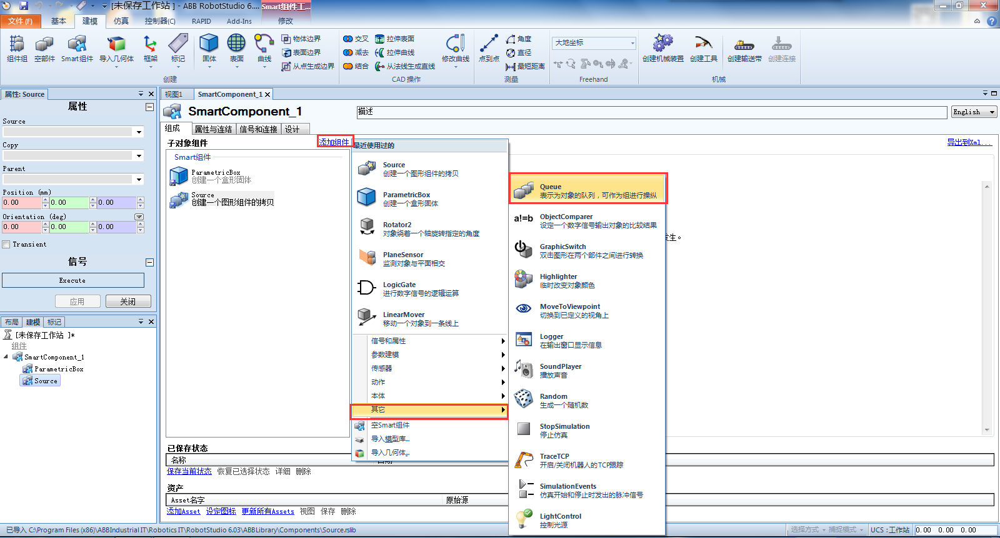 [未保存工作站 ] - ABB RobotStudio 6....
Smart组件工...
文件(F) 基本 建模 仿真 控制器(C) RAPID Add-Ins 修改
组件组 空部件 Smart组件 导入几何体 框架 标记
创建
固体 表面 曲线
物体边界
表面边界
从点生成边界
交叉 拉伸表面
减去 拉伸曲线
结合 从法线生成直线
修改曲线
CAD 操作
点到点
角度
直径
最短距离
测量
大地坐标
Freehand
创建机械装置 创建工具 创建输送带 创建连接
机械
属性: Source
属性
Source
Copy
Parent
Position (mm)
0.00 0.00 0.00
Orientation (deg)
0.00 0.00 0.00
Transient
信号
Execute
应用 关闭
布局 建模 标记
[未保存工作站 ]*
组件
SmartComponent_1
ParametricBox
Source
视图1 SmartComponent_1
SmartComponent_1
描述
English
组成 属性与连结 信号和连接 设计
子对象组件
添加组件
导出到Xml...
Smart组件
ParametricBox
创建一个盒形固体
Source
创建一个图形组件的拷贝
最近使用过的
Source
创建一个图形组件的拷贝
ParametricBox
创建一个盒形固体
Rotator2
对象绕着一个轴旋转指定的角度
PlaneSensor
监测对象与平面相交
LogicGate
进行数字信号的逻辑运算
LinearMover
移动一个对象到一条线上
信号和属性
参数建模
传感器
动作
本体
其它
空Smart组件
导入模型库...
导入几何体...
Queue
表示为对象的队列，可作为组进行操纵
a!=b
ObjectComparer
设定一个数字信号输出对象的比较结果
GraphicSwitch
双击图形在两个部件之间进行转换
Highlighter
临时改变对象颜色
MoveToViewpoint
切换到已定义的视角上
Logger
在输出窗口显示信息
SoundPlayer
播放声音
Random
生成一个随机数
StopSimulation
停止仿真
TraceTCP
开启/关闭机器人的TCP跟踪
SimulationEvents
仿真开始和停止时发出的脉冲信号
LightControl
控制光源
发生。
已保存状态
名称
保存当前状态 恢复已选择状态 详细 删除
资产
Asset名字 原始源
添加Asset 设定图标 更新所有Assets 视图 保存 删除
已导入 C:\Program Files (x86)\ABBIndustrial IT\Robotics IT\RobotStudio 6.03\ABBLibrary\Components\Source.rslib
选择方式 捕捉模式 UCS : 工作站 0.00 0.00 0.00